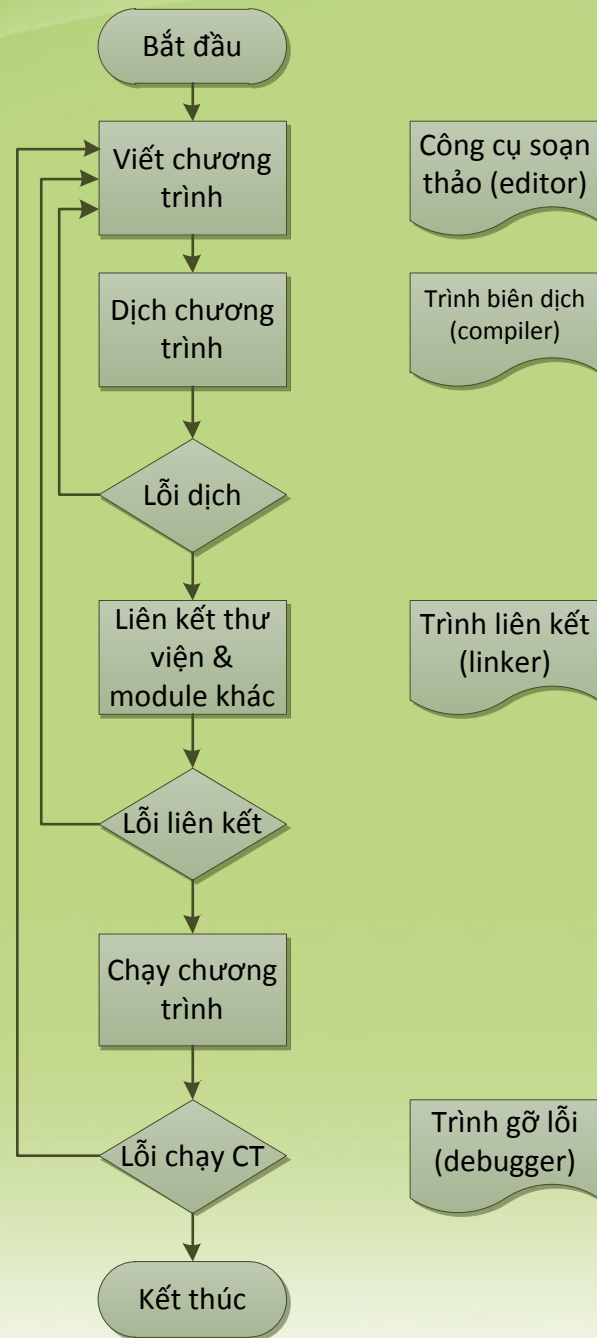 Bắt đầu
Viết chương
trình
Công cụ soạn
thảo (editor)
Dịch chương
trình
Trình biên dịch
(compiler)
Lỗi dịch
Liên kết thư
viện &
module khác
Trình liên kết
(linker)
Lỗi liên kết
Chạy chương
trình
Lỗi chạy CT
Trình gỡ lỗi
(debugger)
Kết thúc